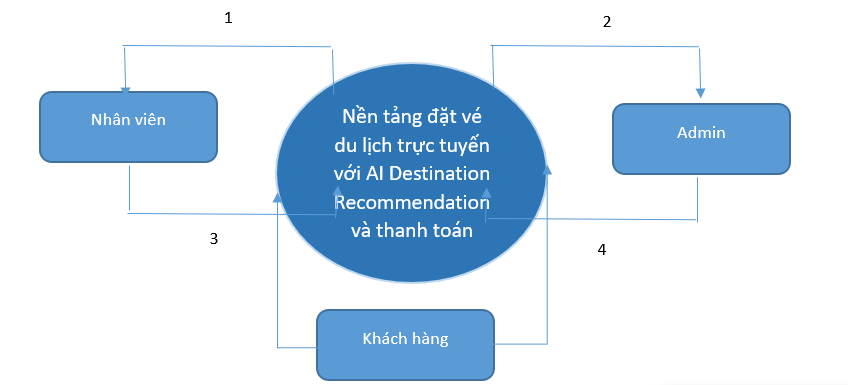 1
2
Nhân viên
Nền tảng đặt vé
du lịch trực tuyến
với AI Destination
Recommendation
và thanh toán
Admin
3
4
Khách hàng